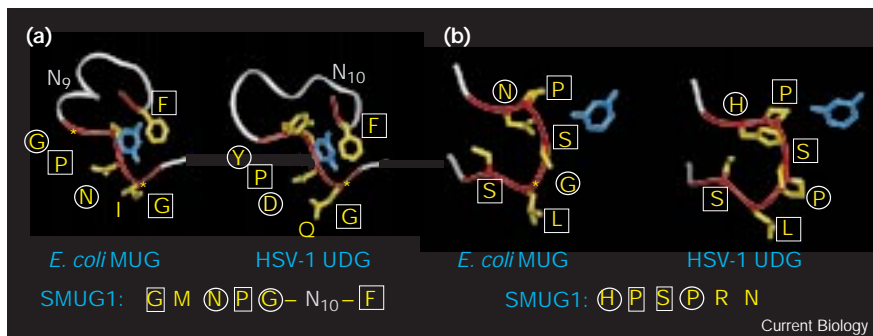 (a)
(b)
N9
N10
F
F
G
P
N
I
G
Y
P
D
Q
G
N
P
S
S
G
L
H
P
S
S
P
L
E. coli MUG
HSV-1 UDG
E. coli MUG
HSV-1 UDG
SMUG1: G M N P G – N10 – F
SMUG1: H P S P R N
Current Biology